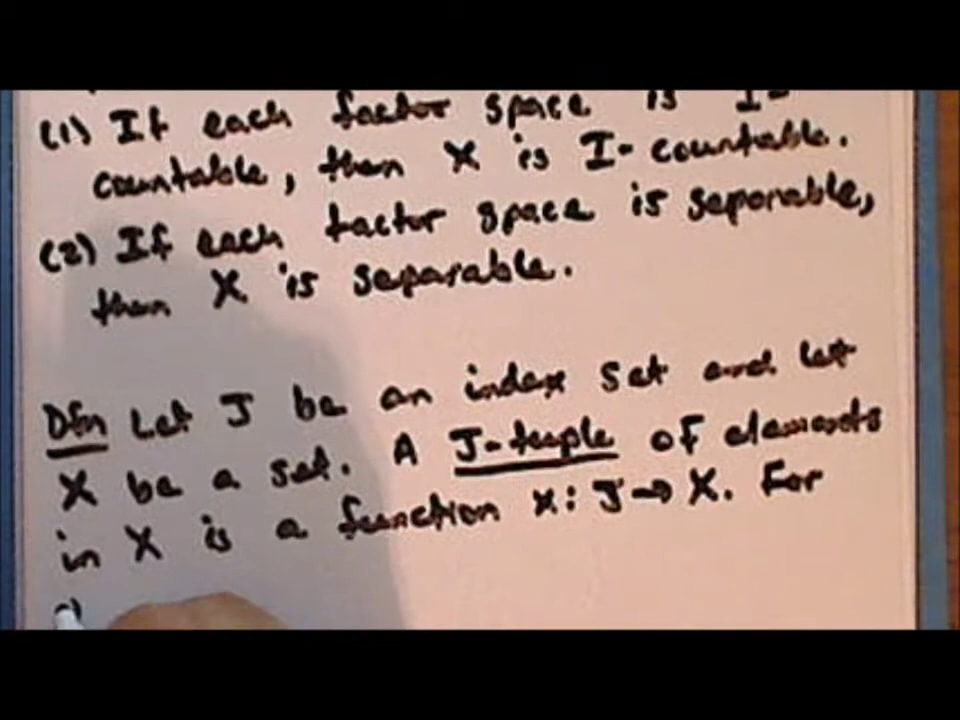 (1) If each factor space is I-
countable, then X is I-countable.
(2) If each factor space is separable,
then X is separable.
Dfn Let J be an index set and let
X be a set. A J-tuple of elements
in X is a function x: J → X. For